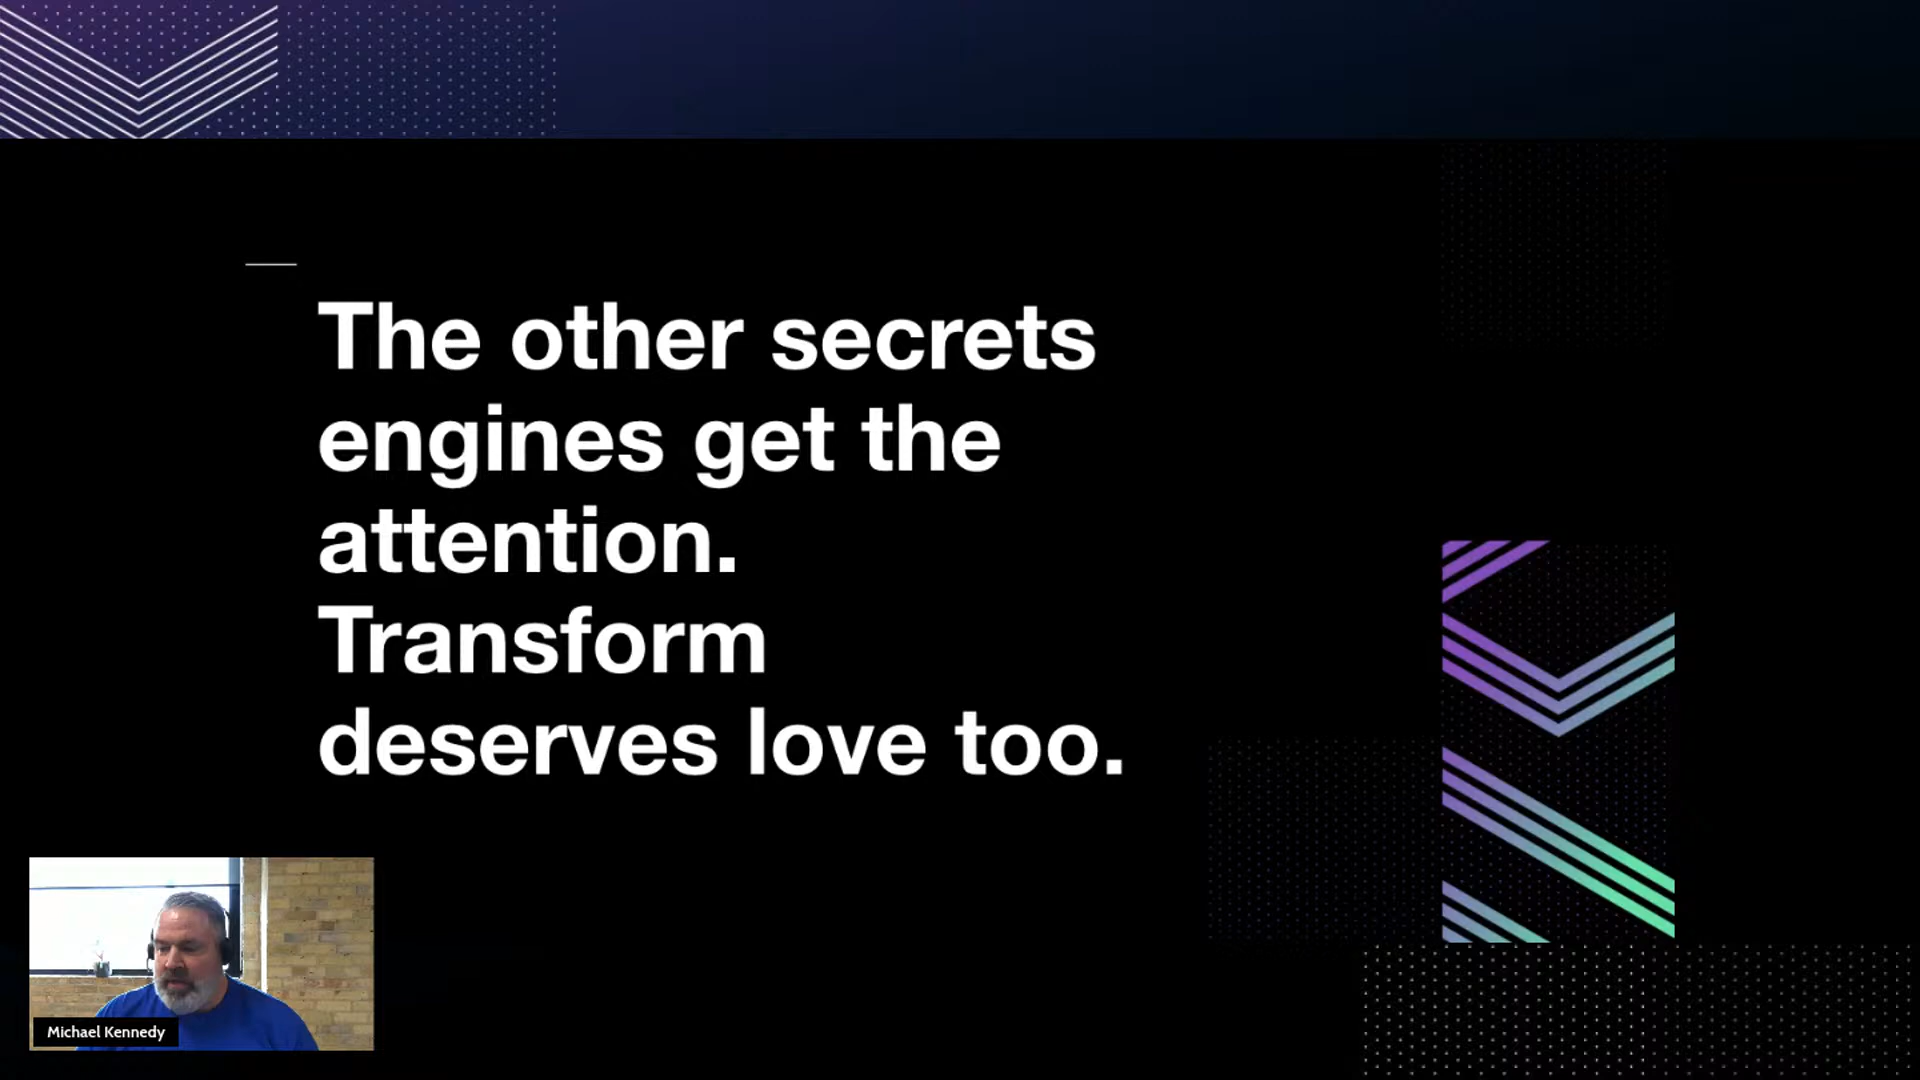 The other secrets
engines get the
attention.
Transform
deserves love too.
Michael Kennedy